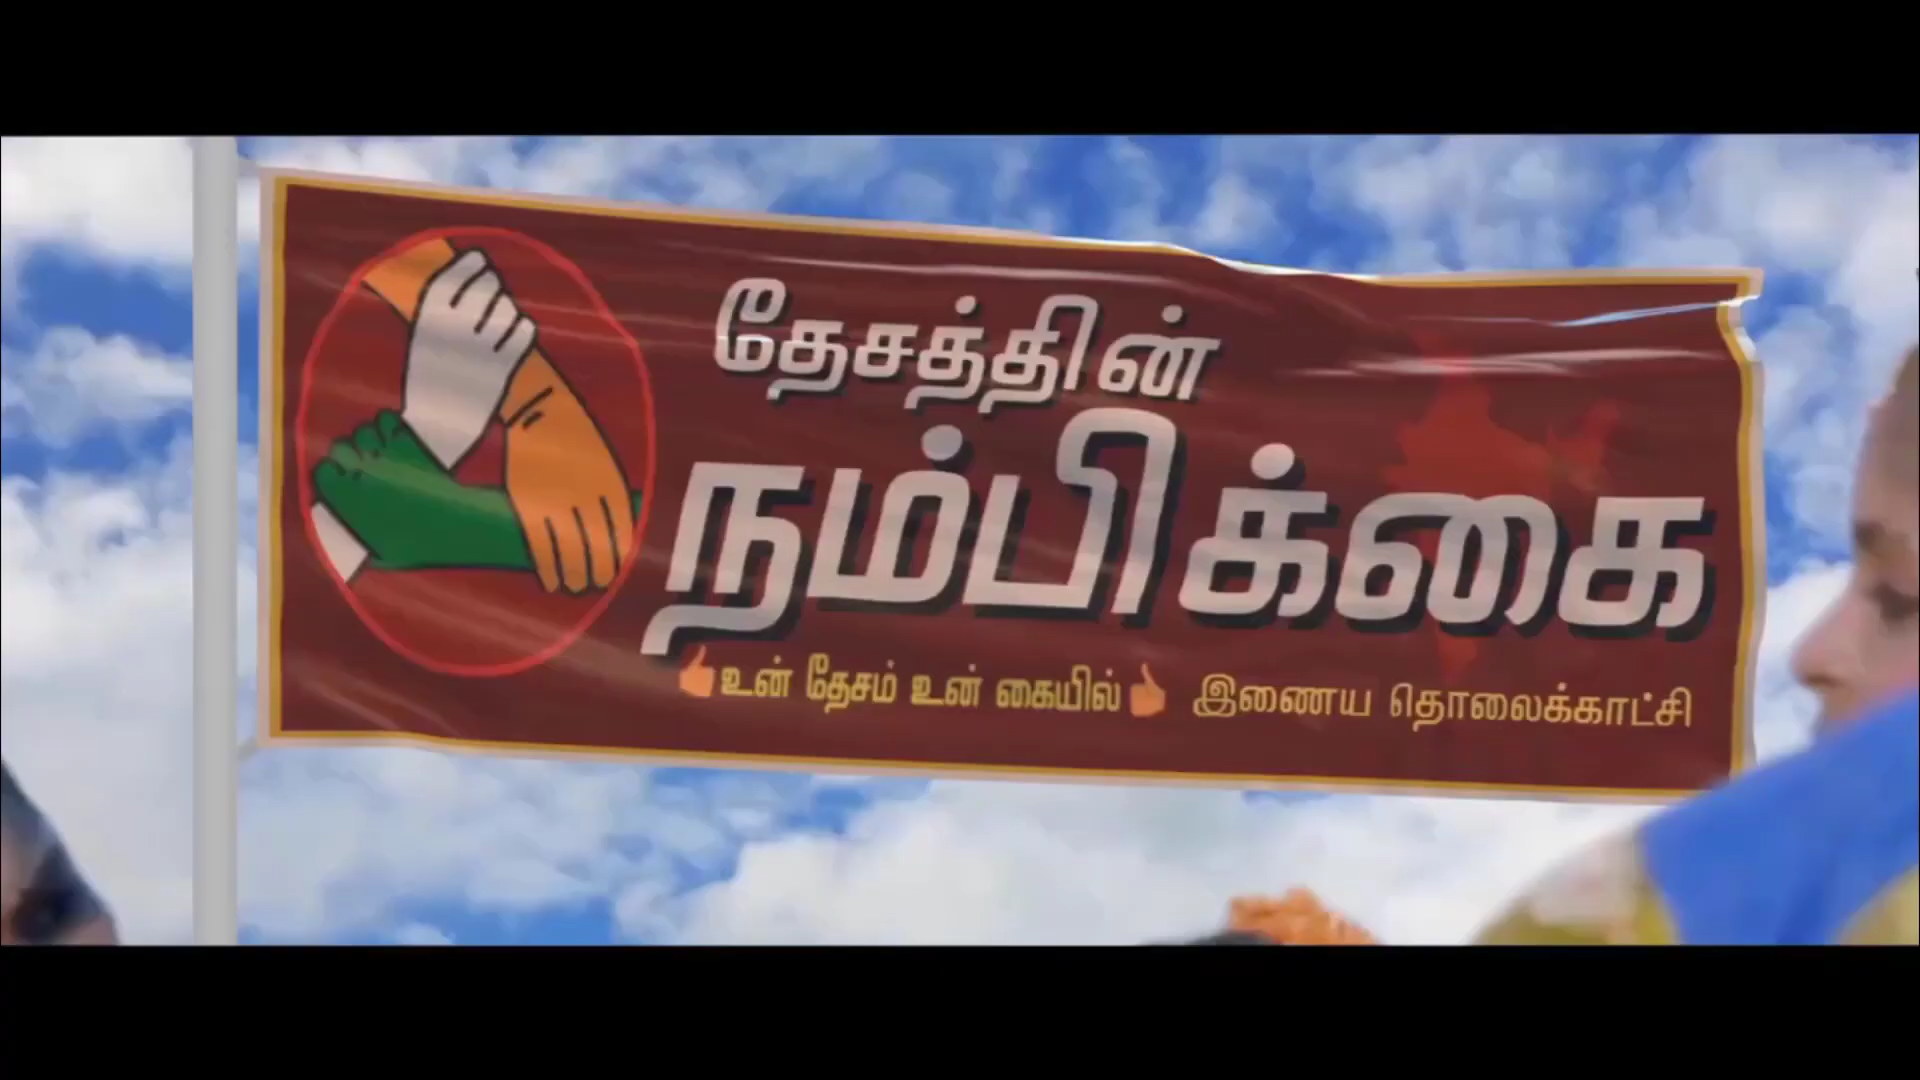 தேசத்தின்
நம்பிக்கை
உன் தேசம் உன் கையில் இணைய தொலைக்காட்சி